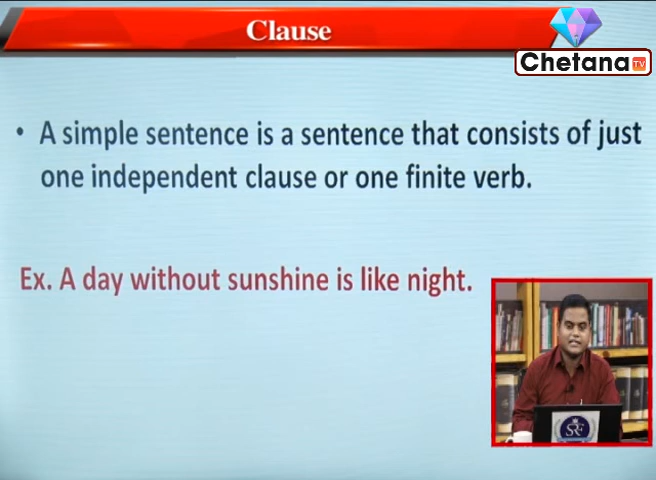 Clause
Chetana TV
• A simple sentence is a sentence that consists of just
one independent clause or one finite verb.
Ex. A day without sunshine is like night.
SRF